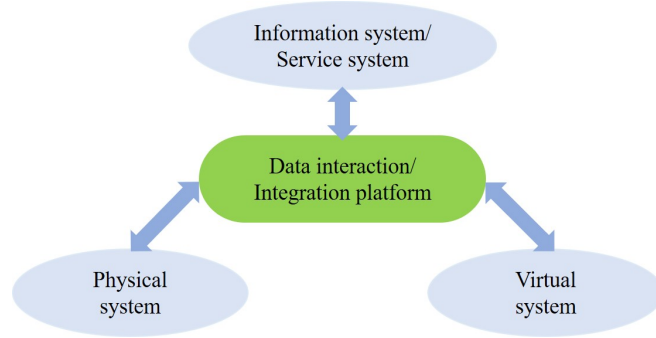 Information system/
Service system
Data interaction/
Integration platform
Physical
system
Virtual
system